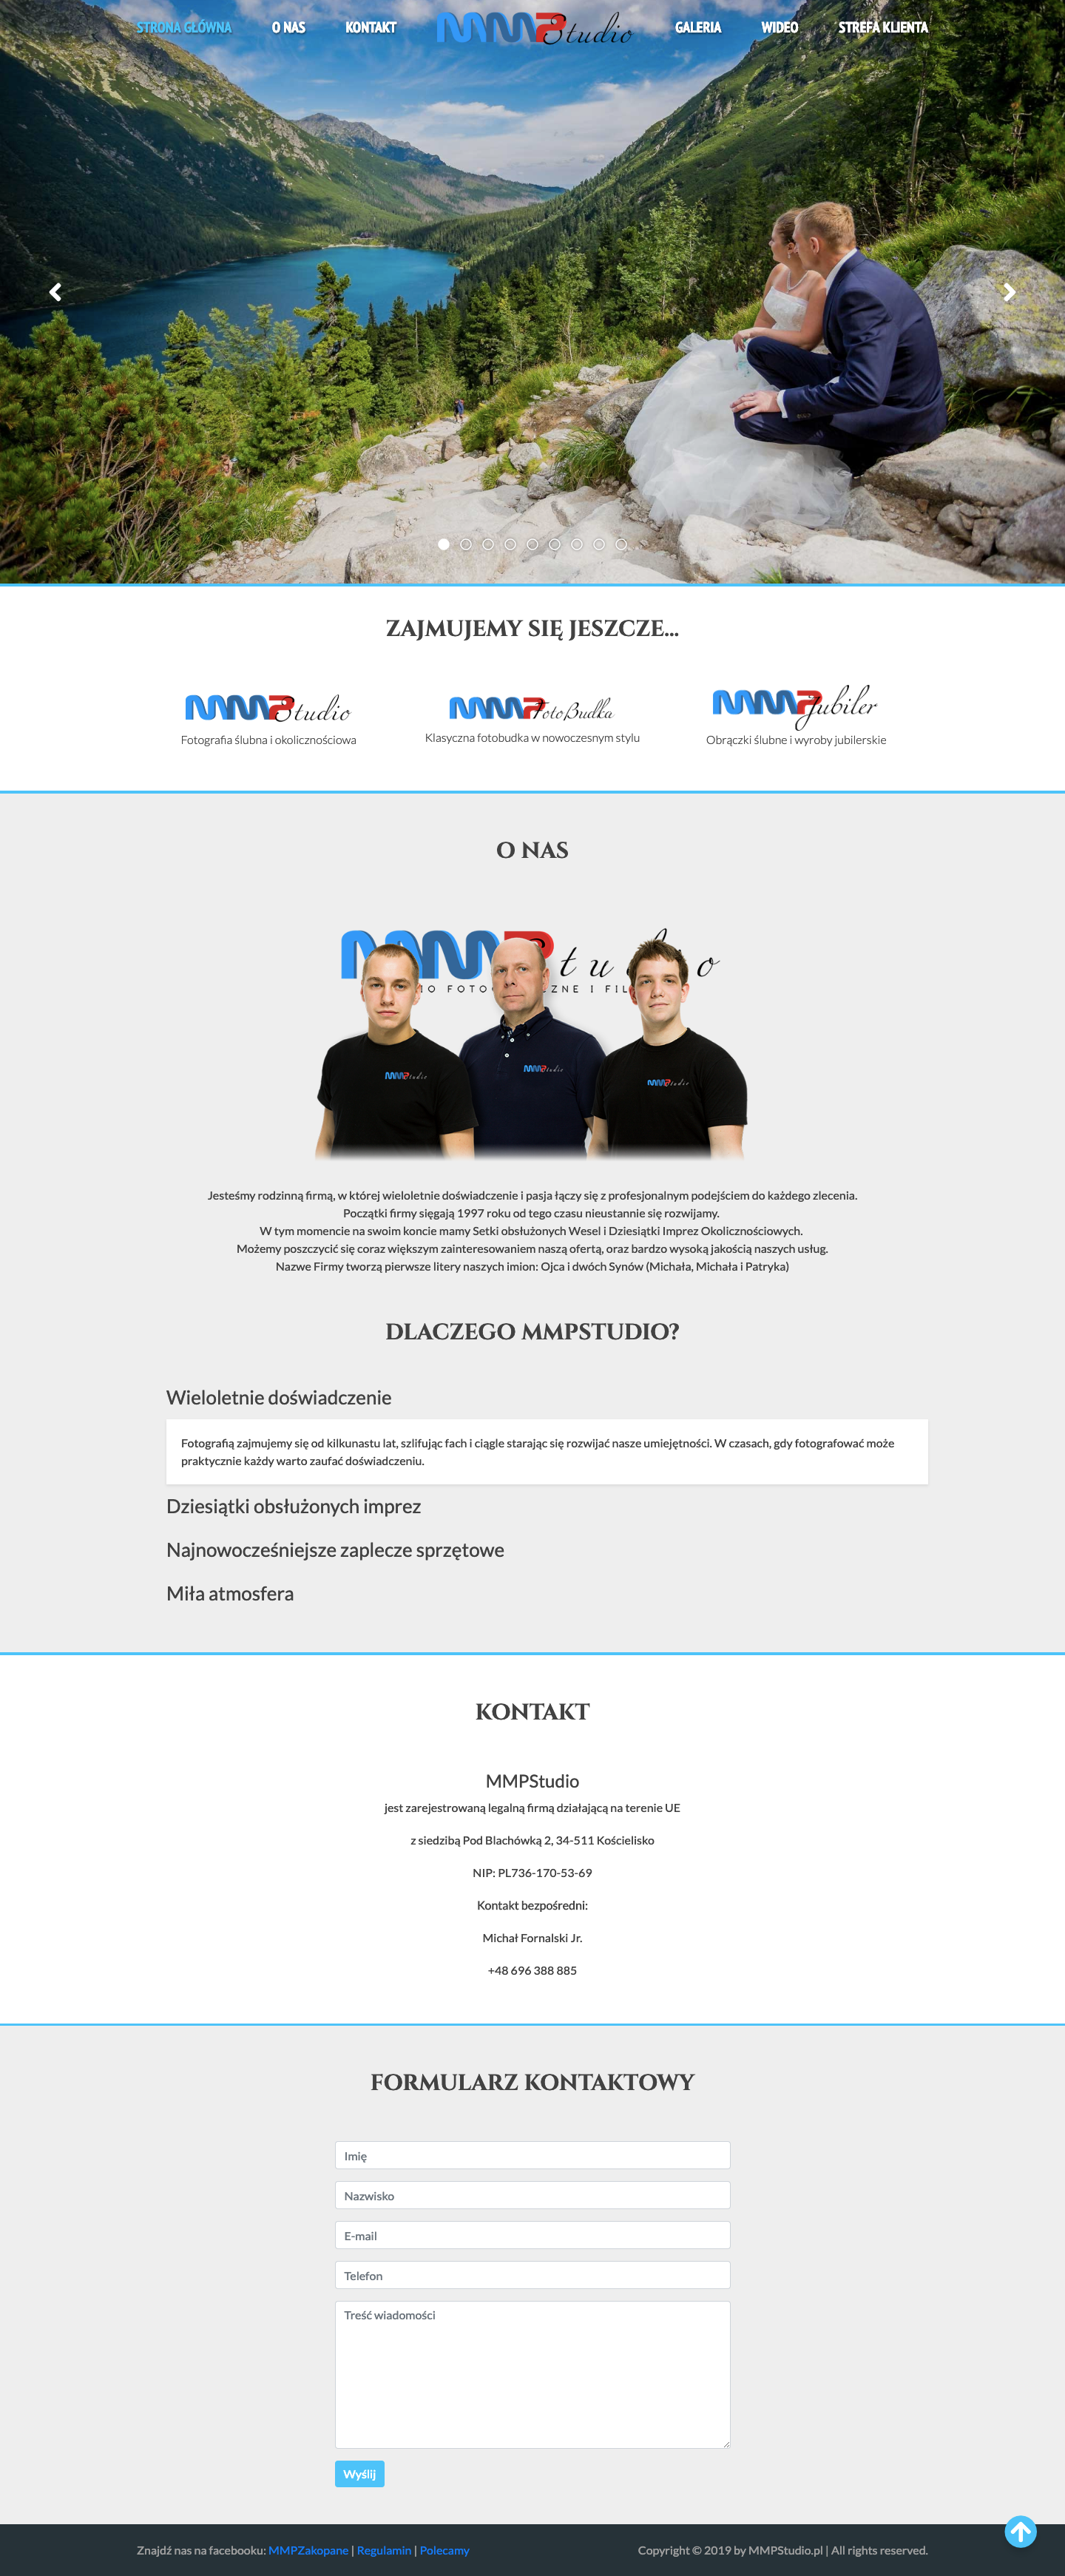 STRONA GŁÓWNA
O NAS
KONTAKT
MMPStudio
GALERIA
WIDEO
STREFA KLIENTA
ZAJMUJEMY SIĘ JESZCZE...
MMPStudio
MMPFotoBudka
MMPJubiler
Fotografia ślubna i okolicznościowa
Klasyczna fotobudka w nowoczesnym stylu
Obrączki ślubne i wyroby jubilerskie
O NAS
Jesteśmy rodzinną firmą, w której wieloletnie doświadczenie i pasja łączy się z profesjonalnym podejściem do każdego zlecenia.
Początki firmy sięgają 1997 roku od tego czasu nieustannie się rozwijamy.
W tym momencie na swoim koncie mamy Setki obsłużonych Wesel i Dziesiątki Imprez Okolicznościowych.
Możemy poszczycić się coraz większym zainteresowaniem naszą ofertą, oraz bardzo wysoką jakością naszych usług.
Nazwe Firmy tworzą pierwsze litery naszych imion: Ojca i dwóch Synów (Michała, Michała i Patryka)
DLACZEGO MMPSTUDIO?
Wieloletnie doświadczenie
Fotografią zajmujemy się od kilkunastu lat, szlifując fach i ciągle starając się rozwijać nasze umiejętności. W czasach, gdy fotografować może
praktycznie każdy warto zaufać doświadczeniu.
Dziesiątki obsłużonych imprez
Najnowocześniejsze zaplecze sprzętowe
Miła atmosfera
KONTAKT
MMPStudio
jest zarejestrowaną legalną firmą działającą na terenie UE
z siedzibą Pod Blachówką 2, 34-511 Kościelisko
NIP: PL736-170-53-69
Kontakt bezpośredni:
Michał Fornalski Jr.
+48 696 388 885
FORMULARZ KONTAKTOWY
Imię
Nazwisko
E-mail
Telefon
Treść wiadomości
Wyślij
Znajdź nas na facebooku: MMPZakopane | Regulamin | Polecamy
Copyright © 2019 by MMPStudio.pl | All rights reserved.